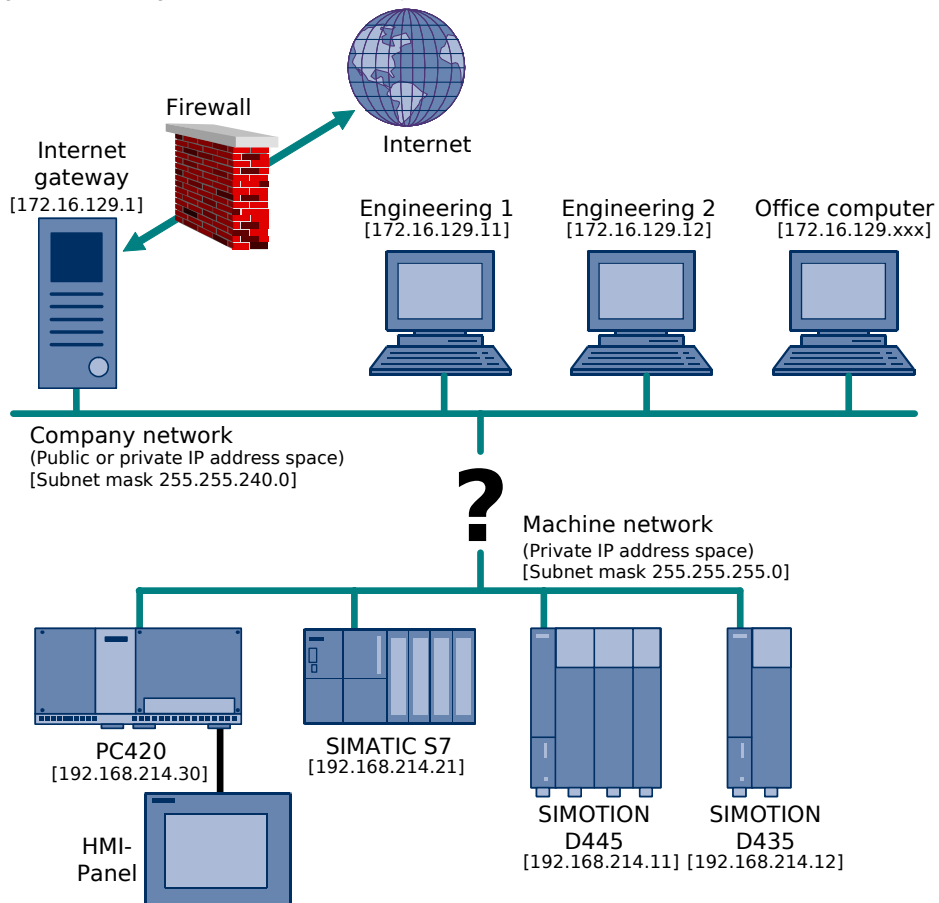 Firewall
Internet
Internet
gateway
[172.16.129.1]
Engineering 1
[172.16.129.11]
Engineering 2
[172.16.129.12]
Office computer
[172.16.129.xxx]
Company network
(Public or private IP address space)
[Subnet mask 255.255.240.0]
?
Machine network
(Private IP address space)
[Subnet mask 255.255.255.0]
PC420
[192.168.214.30]
SIMATIC S7
[192.168.214.21]
SIMOTION
D445
[192.168.214.11]
SIMOTION
D435
[192.168.214.12]
HMI-
Panel